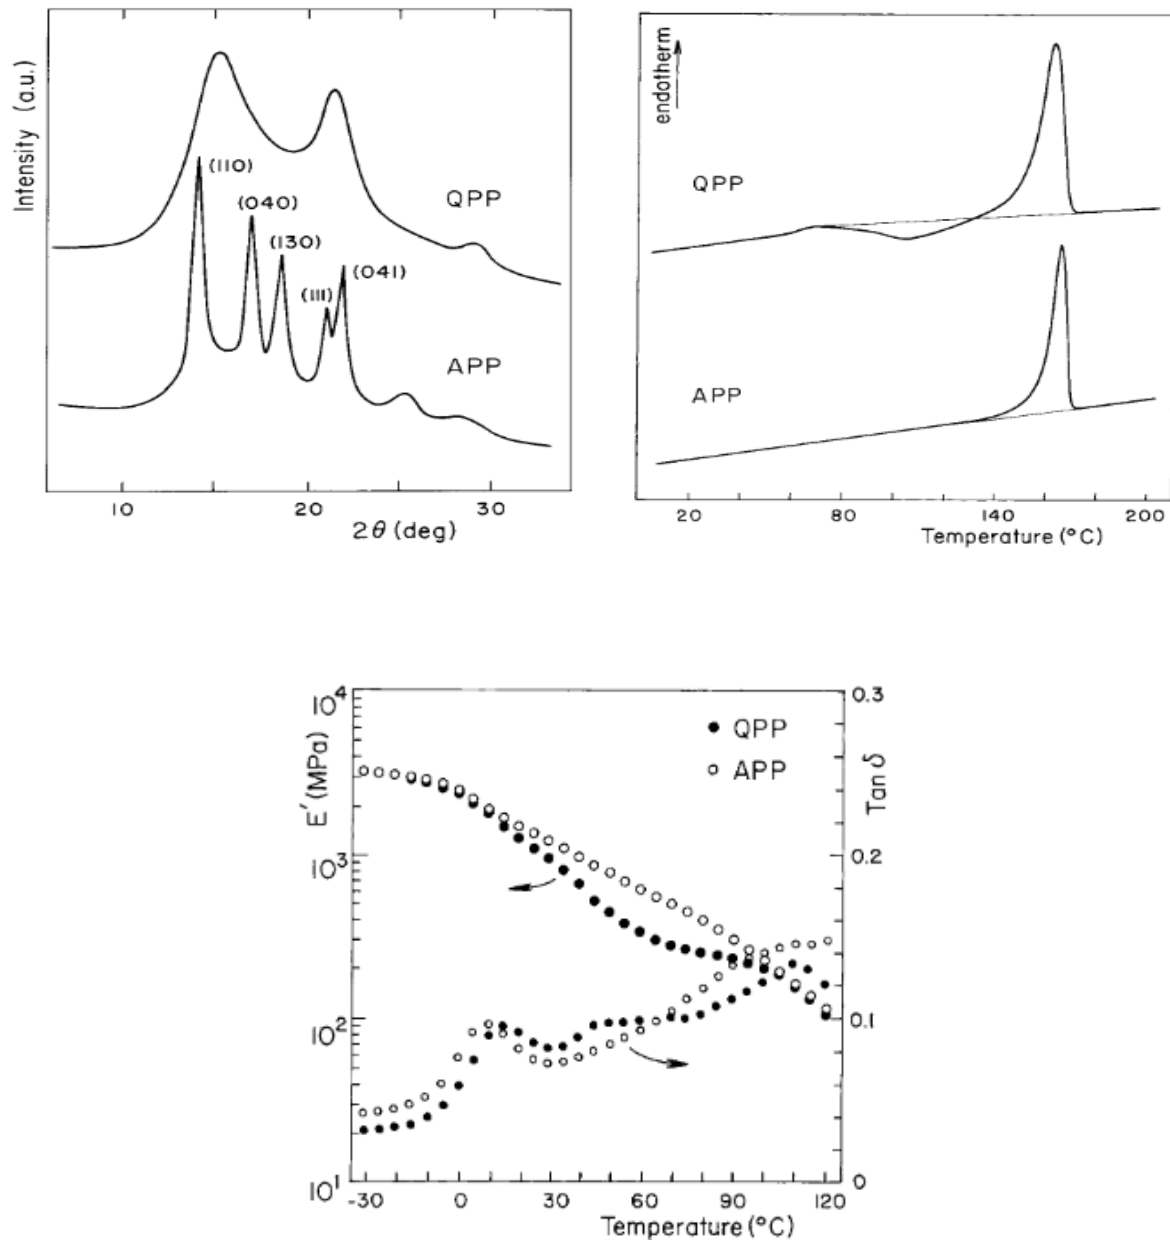 Intensity (a.u.)
QPP
(110)
(040)
(130)
(111)
(041)
APP
10
20
30
2θ (deg)
endotherm
QPP
APP
20
80
140
200
Temperature (°C)
10⁴
10³
10²
10¹
E′ (MPa)
● QPP
○ APP
0.3
0.2
0.1
0
Tan δ
-30
0
30
60
90
120
Temperature (°C)